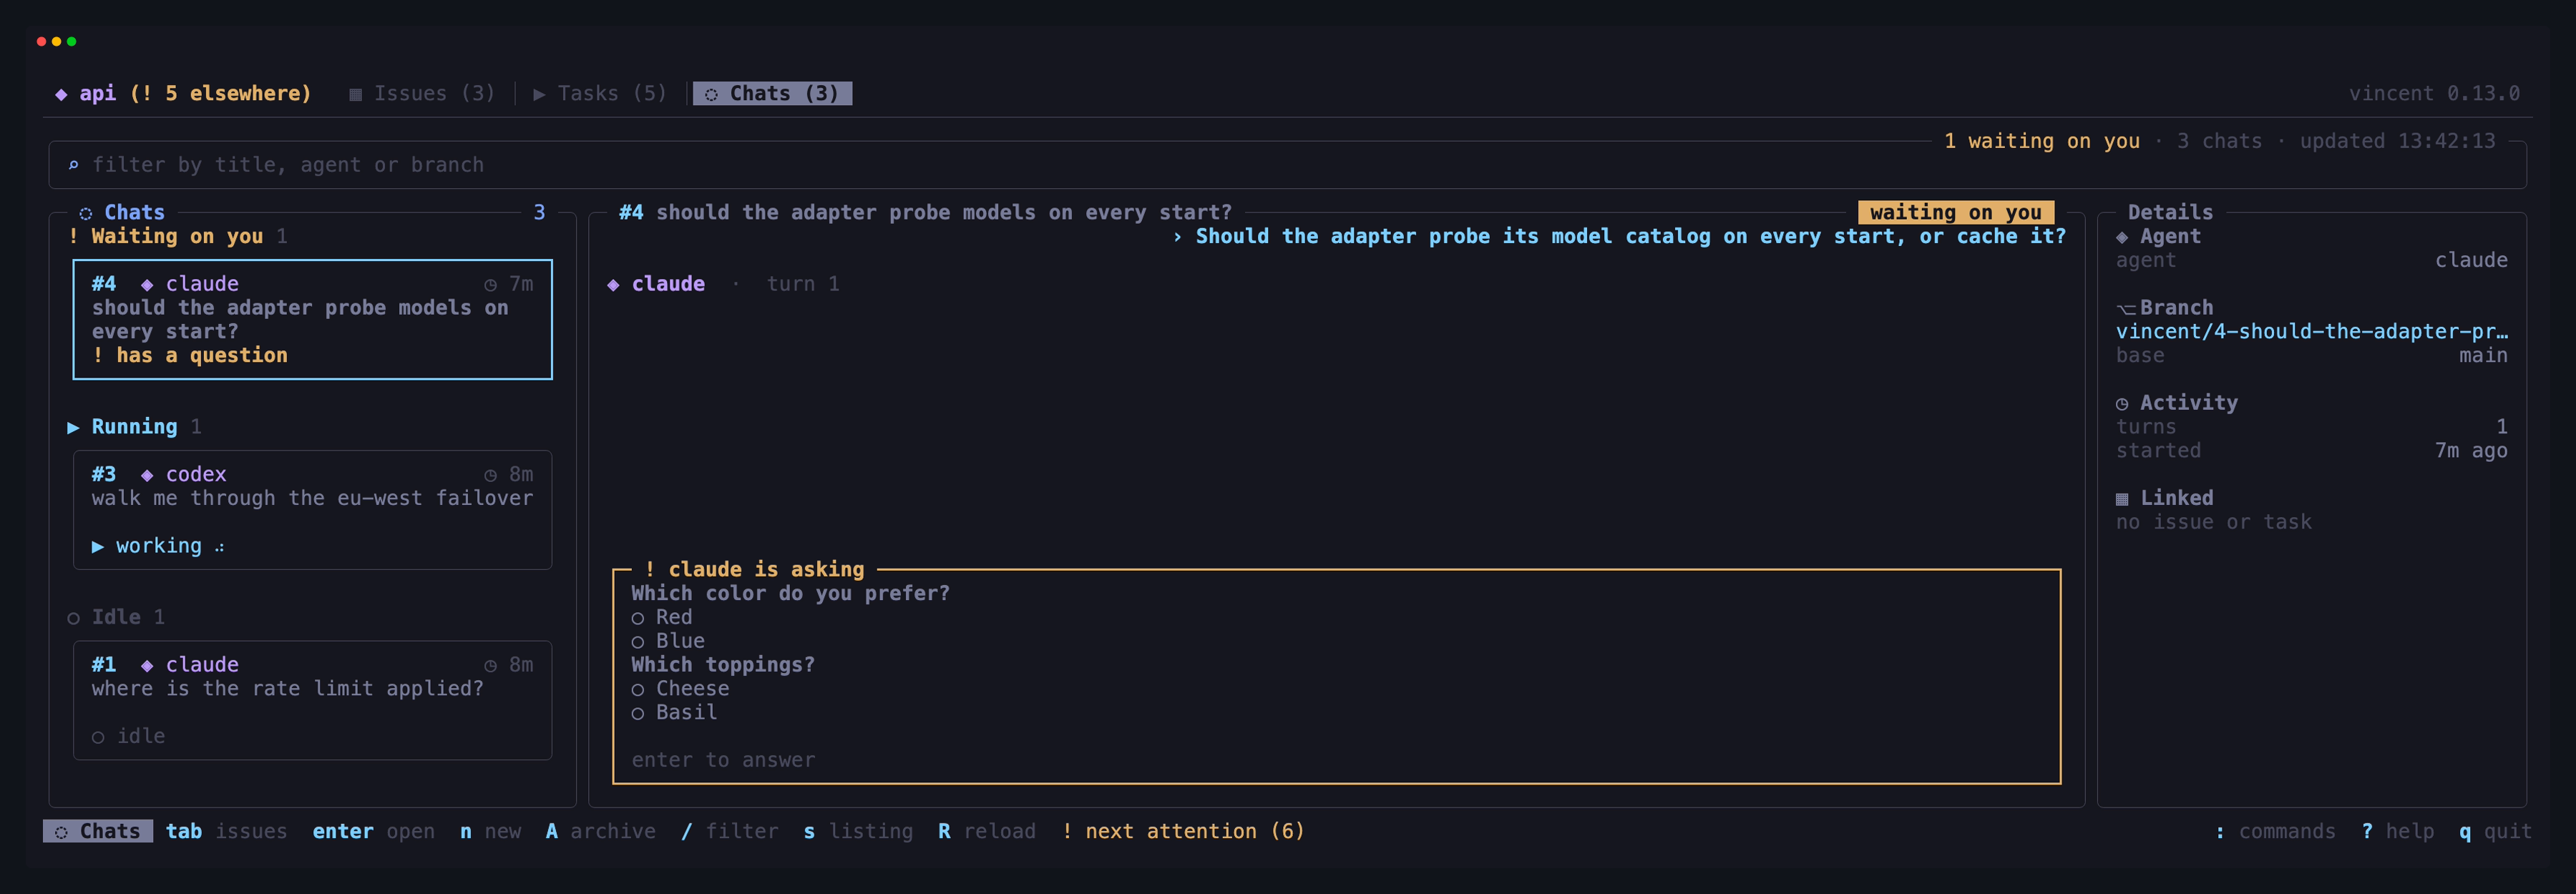 ◆ api (! 5 elsewhere) ▦ Issues (3) │ ▶ Tasks (5) │ ◌ Chats (3) vincent 0.13.0
1 waiting on you · 3 chats · updated 13:42:13
⌕ filter by title, agent or branch
◌ Chats 3
! Waiting on you 1
#4 ◈ claude ◷ 7m
should the adapter probe models on
every start?
! has a question
▶ Running 1
#3 ◈ codex ◷ 8m
walk me through the eu-west failover
▶ working
○ Idle 1
#1 ◈ claude ◷ 8m
where is the rate limit applied?
○ idle
#4 should the adapter probe models on every start? waiting on you
› Should the adapter probe its model catalog on every start, or cache it?
◈ claude · turn 1
! claude is asking
Which color do you prefer?
○ Red
○ Blue
Which toppings?
○ Cheese
○ Basil
enter to answer
Details
◈ Agent
agent claude
⌥ Branch
vincent/4-should-the-adapter-pr…
base main
◷ Activity
turns 1
started 7m ago
▦ Linked
no issue or task
◌ Chats tab issues enter open n new A archive / filter s listing R reload ! next attention (6) : commands ? help q quit